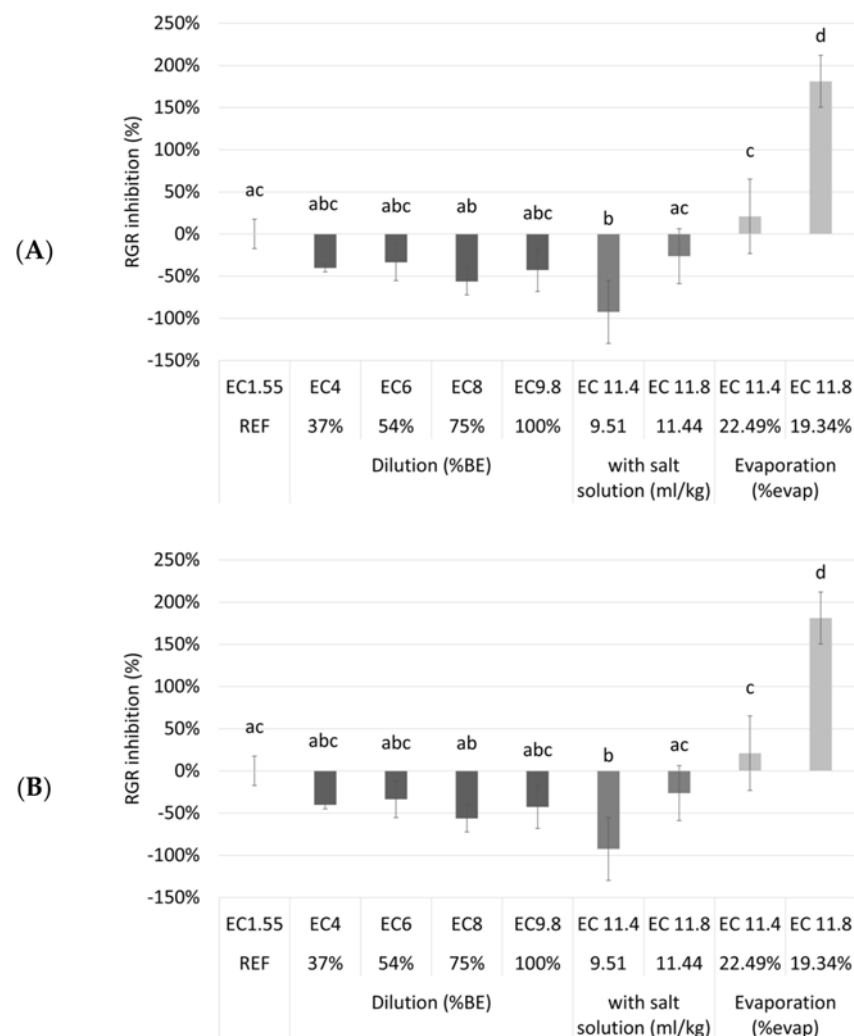 250%
d
200%
150%
c
100%
ac abc abc ab abc b ac
50%
0%
-50%
-100%
-150%
RGR inhibition (%)
(A)
EC1.55 EC4 EC6 EC8 EC9.8 EC 11.4 EC 11.8 EC 11.4 EC 11.8
REF 37% 54% 75% 100% 9.51 11.44 22.49% 19.34%
Dilution (%BE) with salt Evaporation
solution (ml/kg) (%evap)
250%
d
200%
150%
c
100%
ac abc abc ab abc b ac
50%
0%
-50%
-100%
-150%
RGR inhibition (%)
(B)
EC1.55 EC4 EC6 EC8 EC9.8 EC 11.4 EC 11.8 EC 11.4 EC 11.8
REF 37% 54% 75% 100% 9.51 11.44 22.49% 19.34%
Dilution (%BE) with salt Evaporation
solution (ml/kg) (%evap)